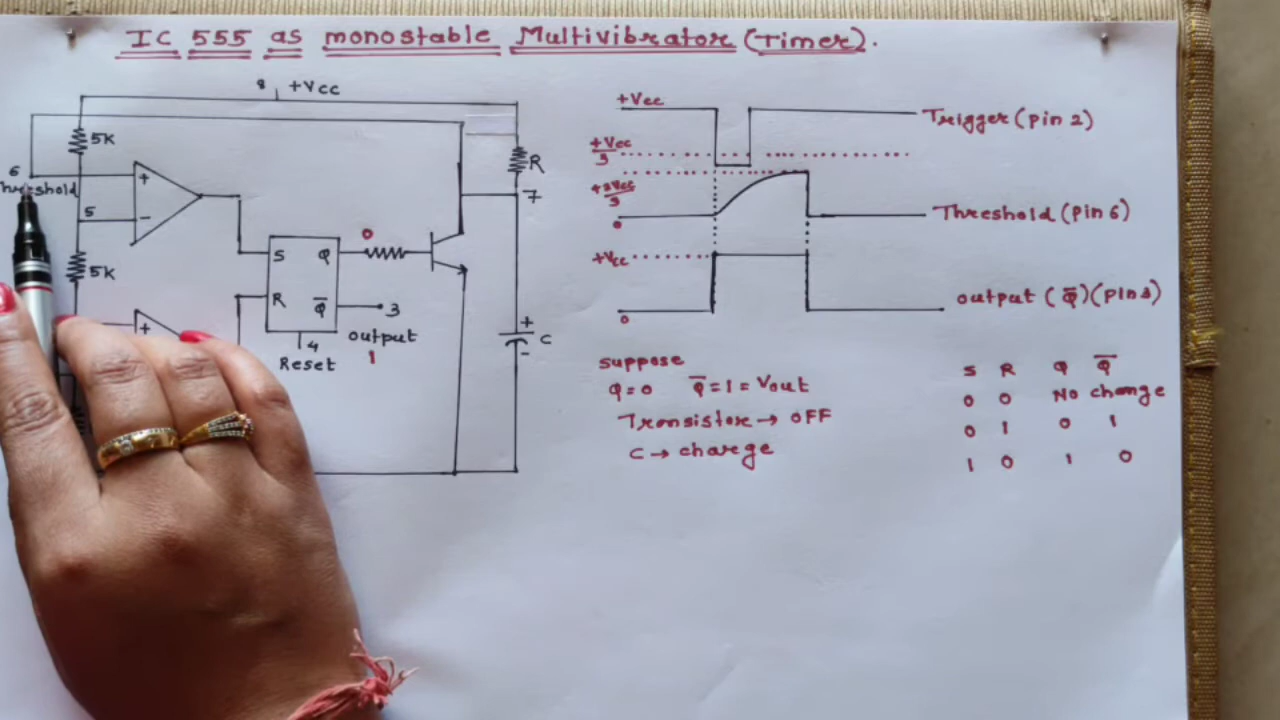 IC 555 as monostable Multivibrator (Timer).
8 +Vcc
5K
R
6
Threshold
+
-
7
5
S Q
0
5K
R Q̅
3
+
+
-
C
4
Reset
output
1
+Vcc
Trigger (pin 2)
+Vcc/3
+2Vcc/3
0
Threshold (pin 6)
+Vcc
0
output (Q̅) (pin 3)
suppose
Q=0 Q̅=1=Vout
Transistor → OFF
C → charge
S R Q Q̅
0 0 No change
0 1 0 1
1 0 1 0